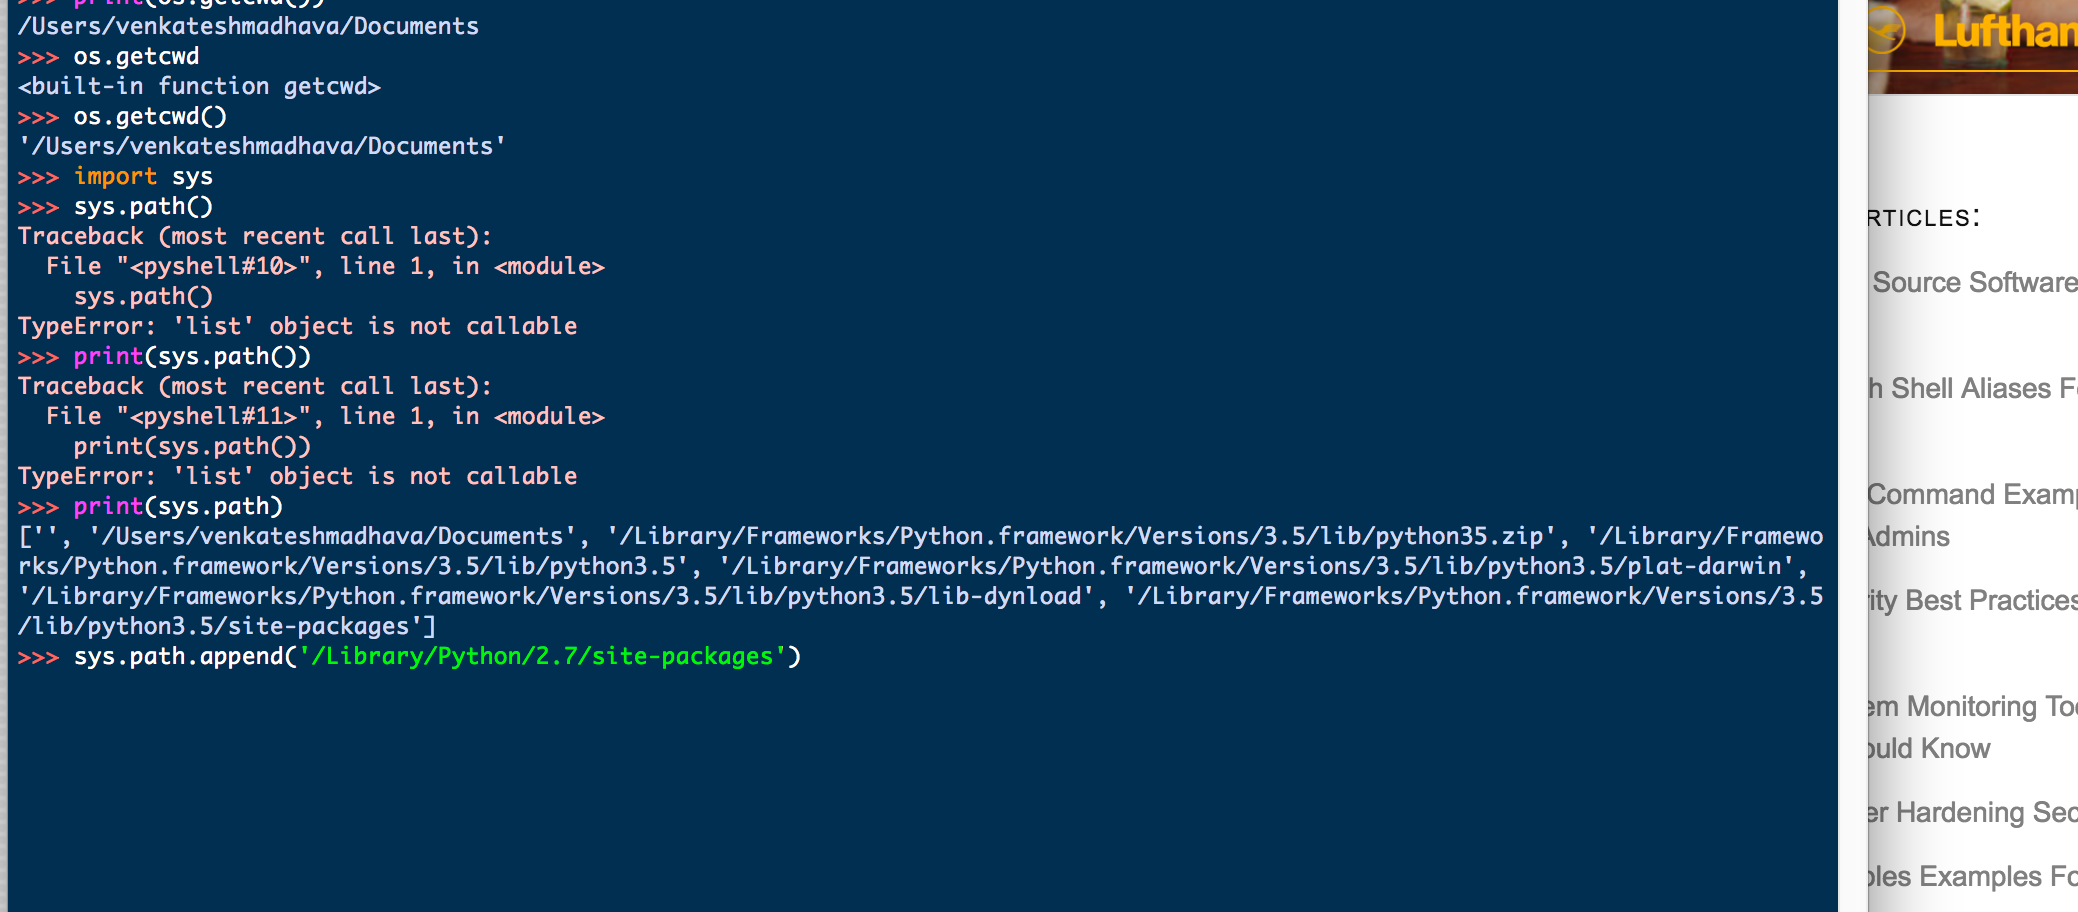 >>> print(os.getcwd())
/Users/venkateshmadhava/Documents
>>> os.getcwd
<built-in function getcwd>
>>> os.getcwd()
'/Users/venkateshmadhava/Documents'
>>> import sys
>>> sys.path()
Traceback (most recent call last):
  File "<pyshell#10>", line 1, in <module>
    sys.path()
TypeError: 'list' object is not callable
>>> print(sys.path())
Traceback (most recent call last):
  File "<pyshell#11>", line 1, in <module>
    print(sys.path())
TypeError: 'list' object is not callable
>>> print(sys.path)
['', '/Users/venkateshmadhava/Documents', '/Library/Frameworks/Python.framework/Versions/3.5/lib/python35.zip', '/Library/Framewo
rks/Python.framework/Versions/3.5/lib/python3.5', '/Library/Frameworks/Python.framework/Versions/3.5/lib/python3.5/plat-darwin',
'/Library/Frameworks/Python.framework/Versions/3.5/lib/python3.5/lib-dynload', '/Library/Frameworks/Python.framework/Versions/3.5
/lib/python3.5/site-packages']
>>> sys.path.append('/Library/Python/2.7/site-packages')
Lufthan
RTICLES:
Source Software
h Shell Aliases F
Command Examp
Admins
ity Best Practices
em Monitoring Too
ould Know
er Hardening Sec
les Examples Fo